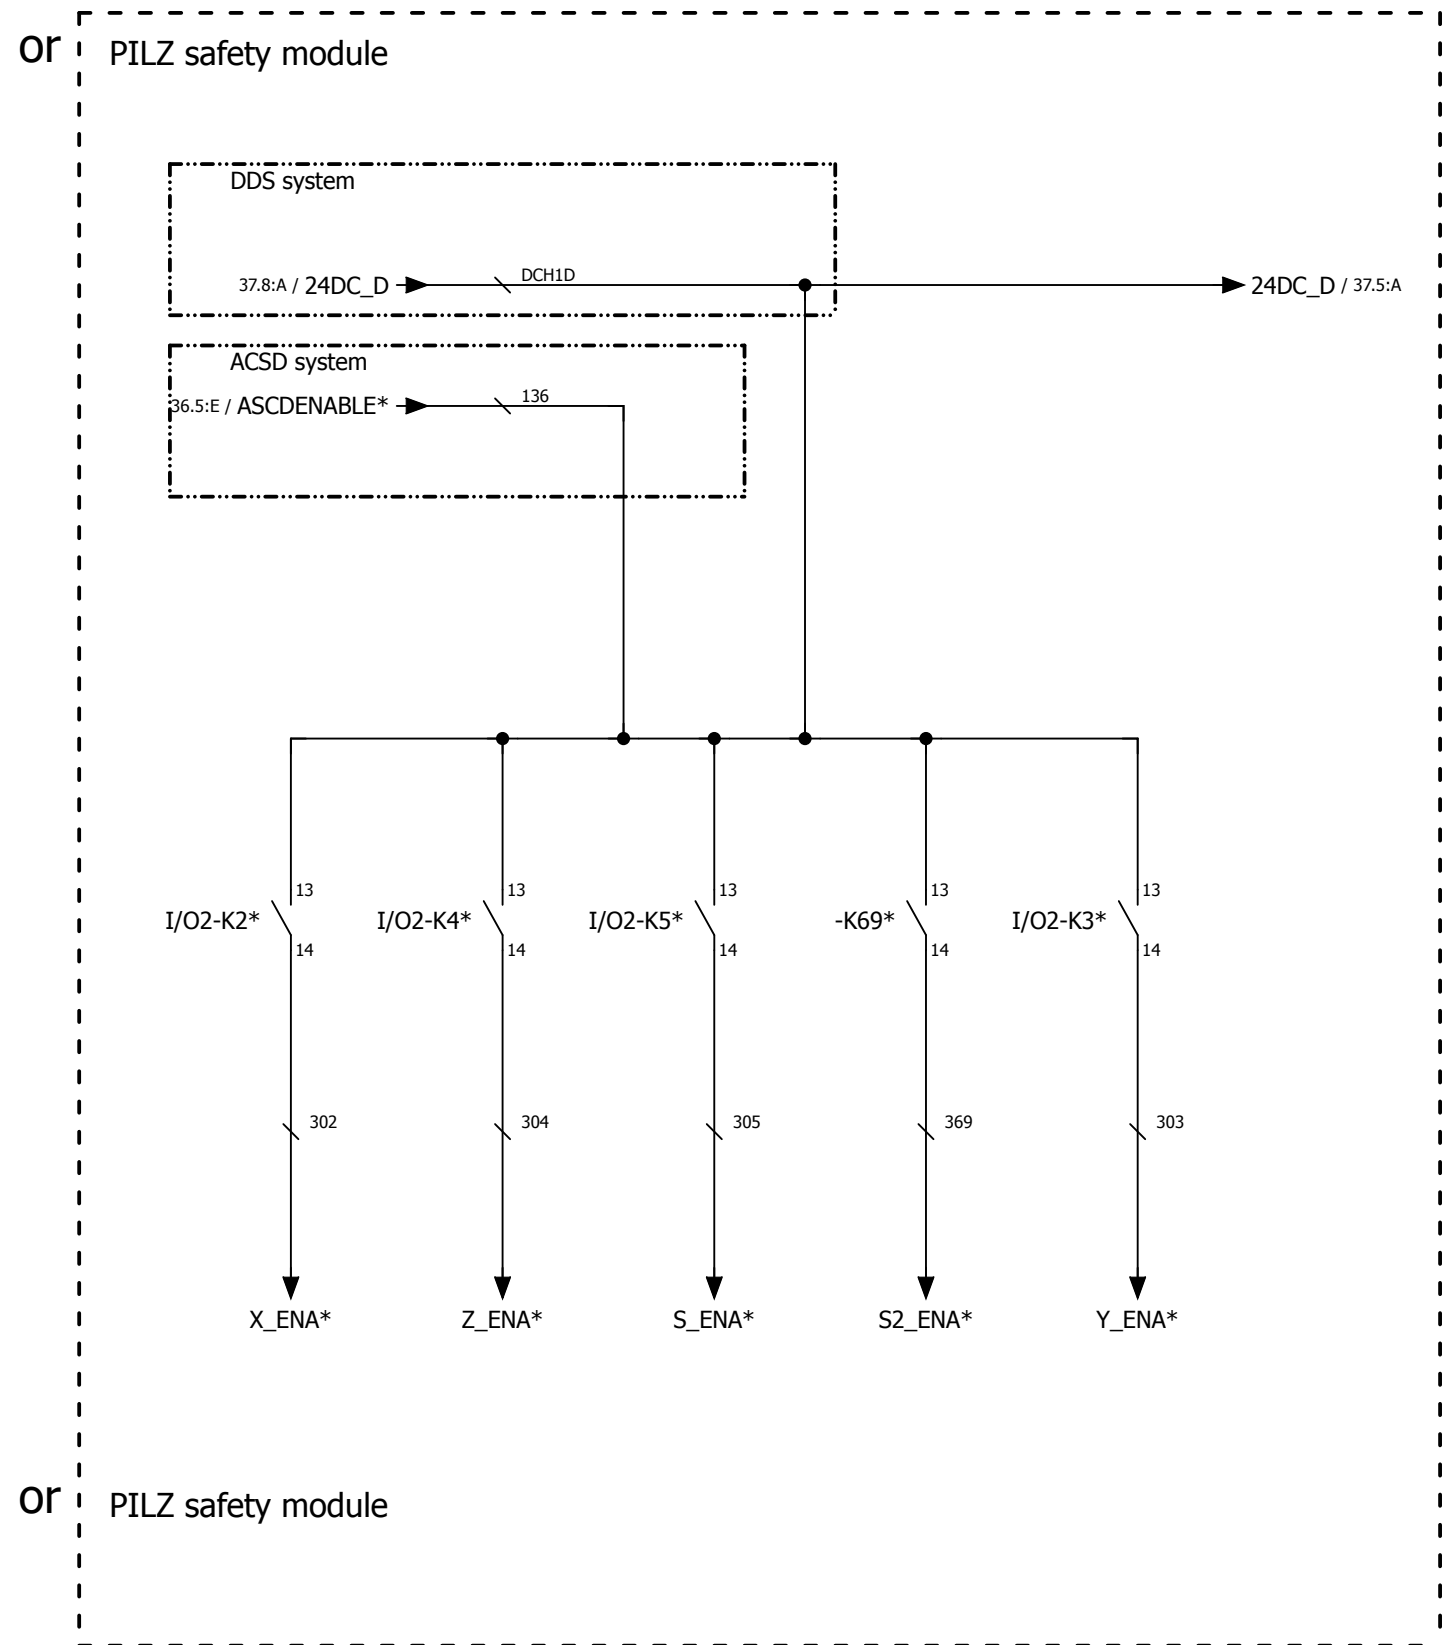 or
PILZ safety module
DDS system
37.8:A / 24DC_D
DCH1D
24DC_D / 37.5:A
ACSD system
36.5:E / ASCDENABLE*
136
13 13 13 13 13
I/O2-K2* I/O2-K4* I/O2-K5* -K69* I/O2-K3*
14 14 14 14 14
302 304 305 369 303
X_ENA* Z_ENA* S_ENA* S2_ENA* Y_ENA*
or
PILZ safety module